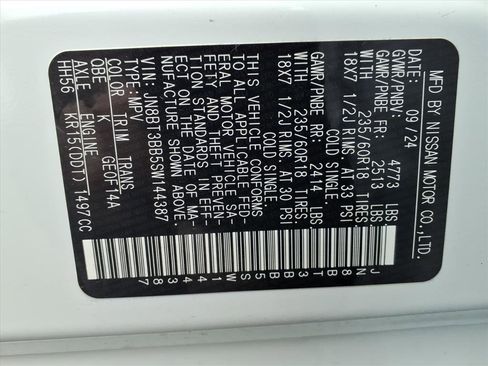 MFD BY NISSAN MOTOR CO.,LTD.
DATE: 09/24
GVWR/PNBV: 4773 LBS.
GAWR/PNBE FR: 2513 LBS.
WITH 235/60R18 TIRES:
18X7 1/2J RIMS, AT 33 PSI
COLD SINGLE
GAWR/PNBE RR: 2414 LBS.
WITH 235/60R18 TIRES:
18X7 1/2J RIMS, AT 30 PSI
COLD SINGLE
THIS VEHICLE CONFORMS
TO ALL APPLICABLE FED-
ERAL MOTOR VEHICLE SA-
FETY AND THEFT PREVEN-
TION STANDARDS IN EFF-
ECT ON THE DATE OF MA-
NUFACTURE SHOWN ABOVE.
VIN:JN8BT3BB5SW144387
TYPE:MPV
COLOR TRIM TRANS
QBE K GE0F14A
AXLE ENGINE
HH56 KR15(DDT) 1497CC
JN8BT3BB5SW144387